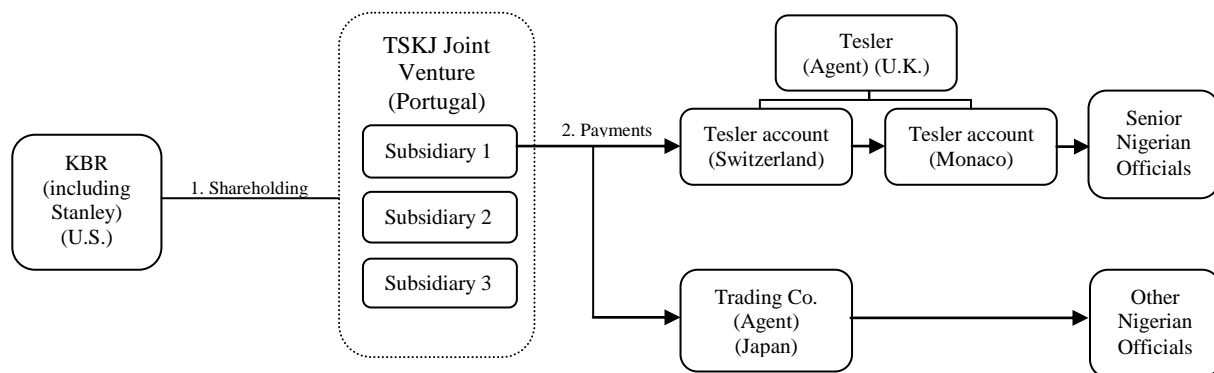 KBR
(including
Stanley)
(U.S.)
1. Shareholding
TSKJ Joint
Venture
(Portugal)
Subsidiary 1
Subsidiary 2
Subsidiary 3
2. Payments
Tesler
(Agent) (U.K.)
Tesler account
(Switzerland)
Tesler account
(Monaco)
Senior
Nigerian
Officials
Trading Co.
(Agent)
(Japan)
Other
Nigerian
Officials